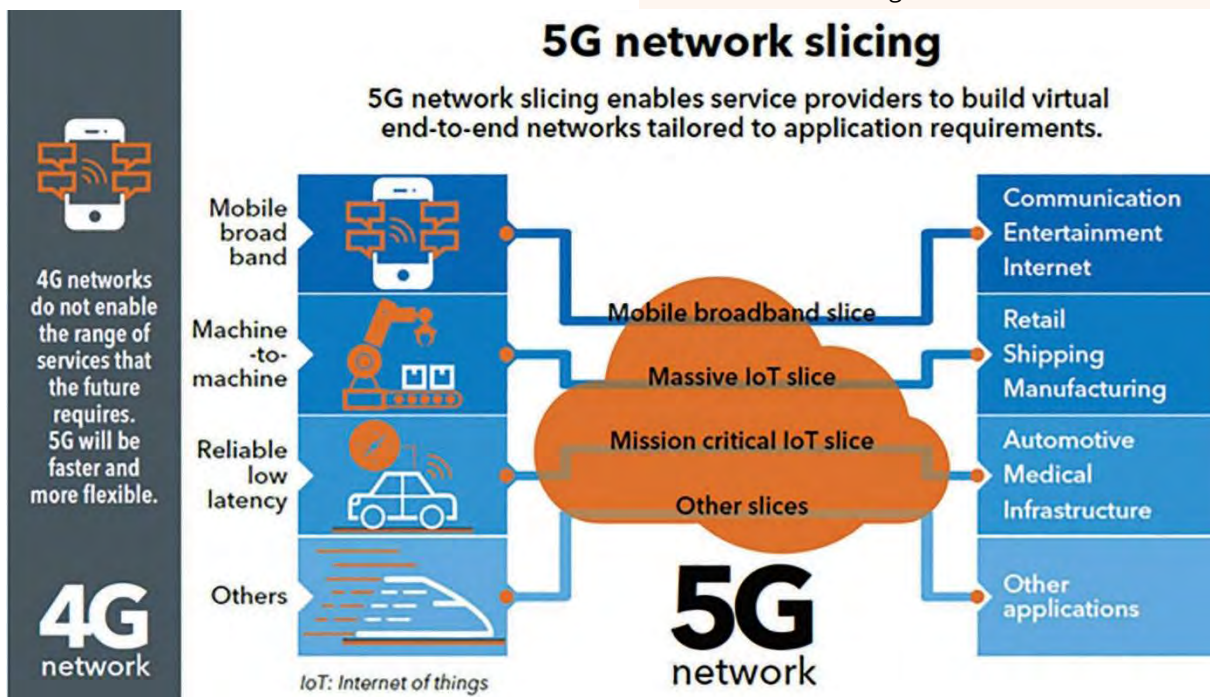 5G network slicing
5G network slicing enables service providers to build virtual
end-to-end networks tailored to application requirements.
4G networks
do not enable
the range of
services that
the future
requires.
5G will be
faster and
more flexible.
4G
network
Mobile
broad
band
Machine
-to-
machine
Reliable
low
latency
Others
IoT: Internet of things
Mobile broadband slice
Massive IoT slice
Mission critical IoT slice
Other slices
5G
network
Communication
Entertainment
Internet
Retail
Shipping
Manufacturing
Automotive
Medical
Infrastructure
Other
applications